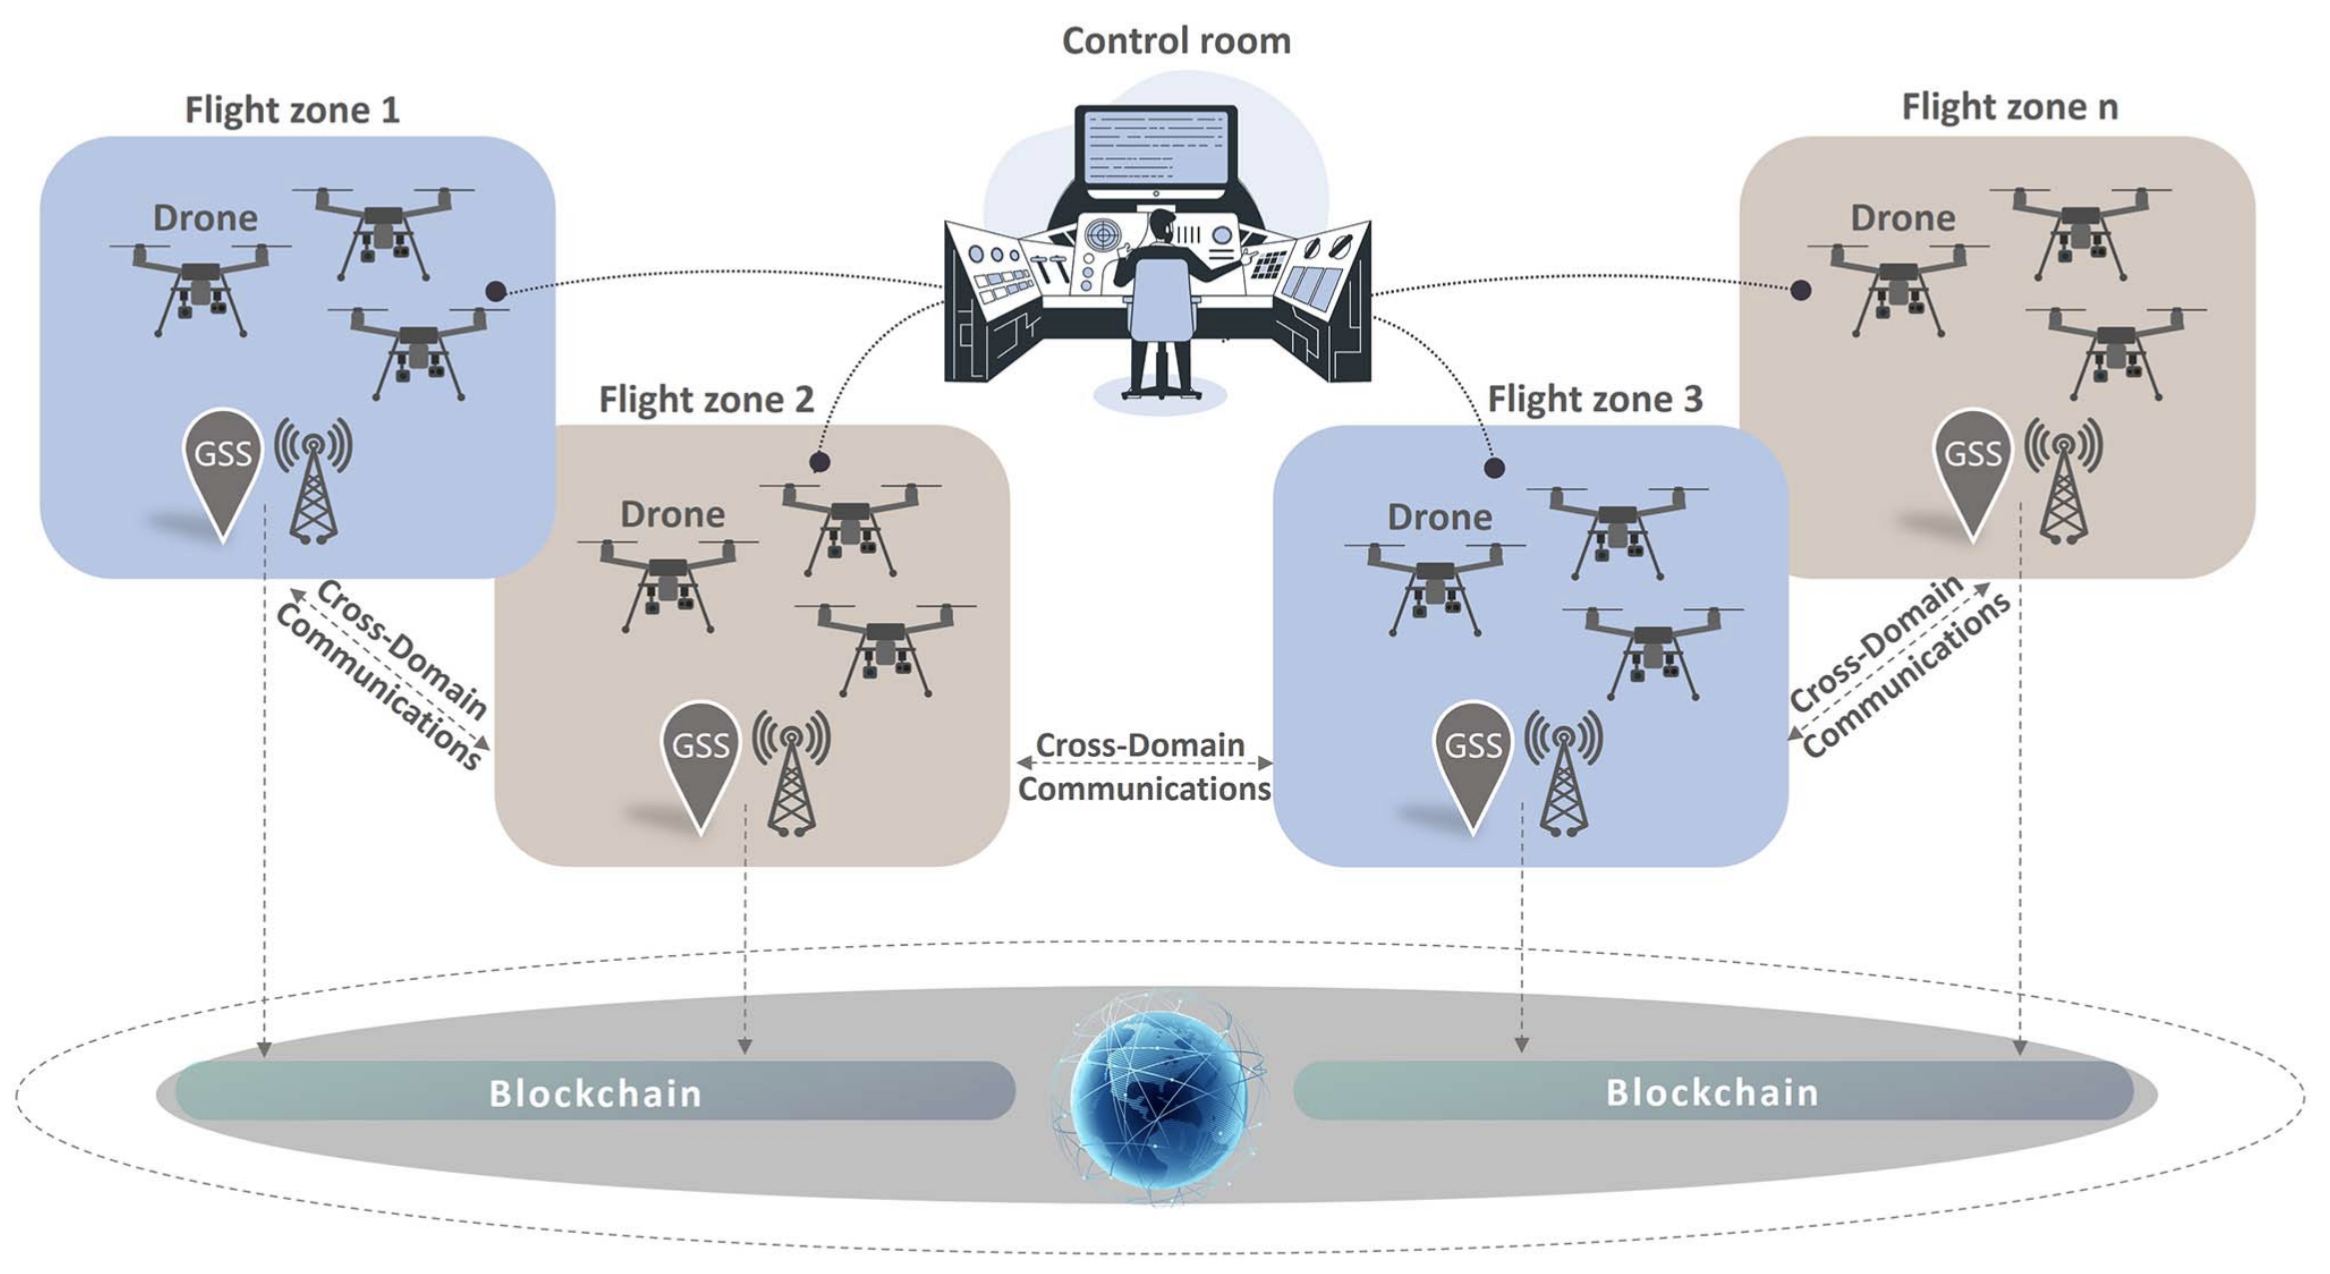 Control room
Flight zone 1
Flight zone n
Drone
Drone
Flight zone 2
Flight zone 3
GSS
GSS
Drone
Drone
Cross-Domain
Communications
Cross-Domain
Communications
GSS
GSS
Cross-Domain
Communications
Blockchain
Blockchain